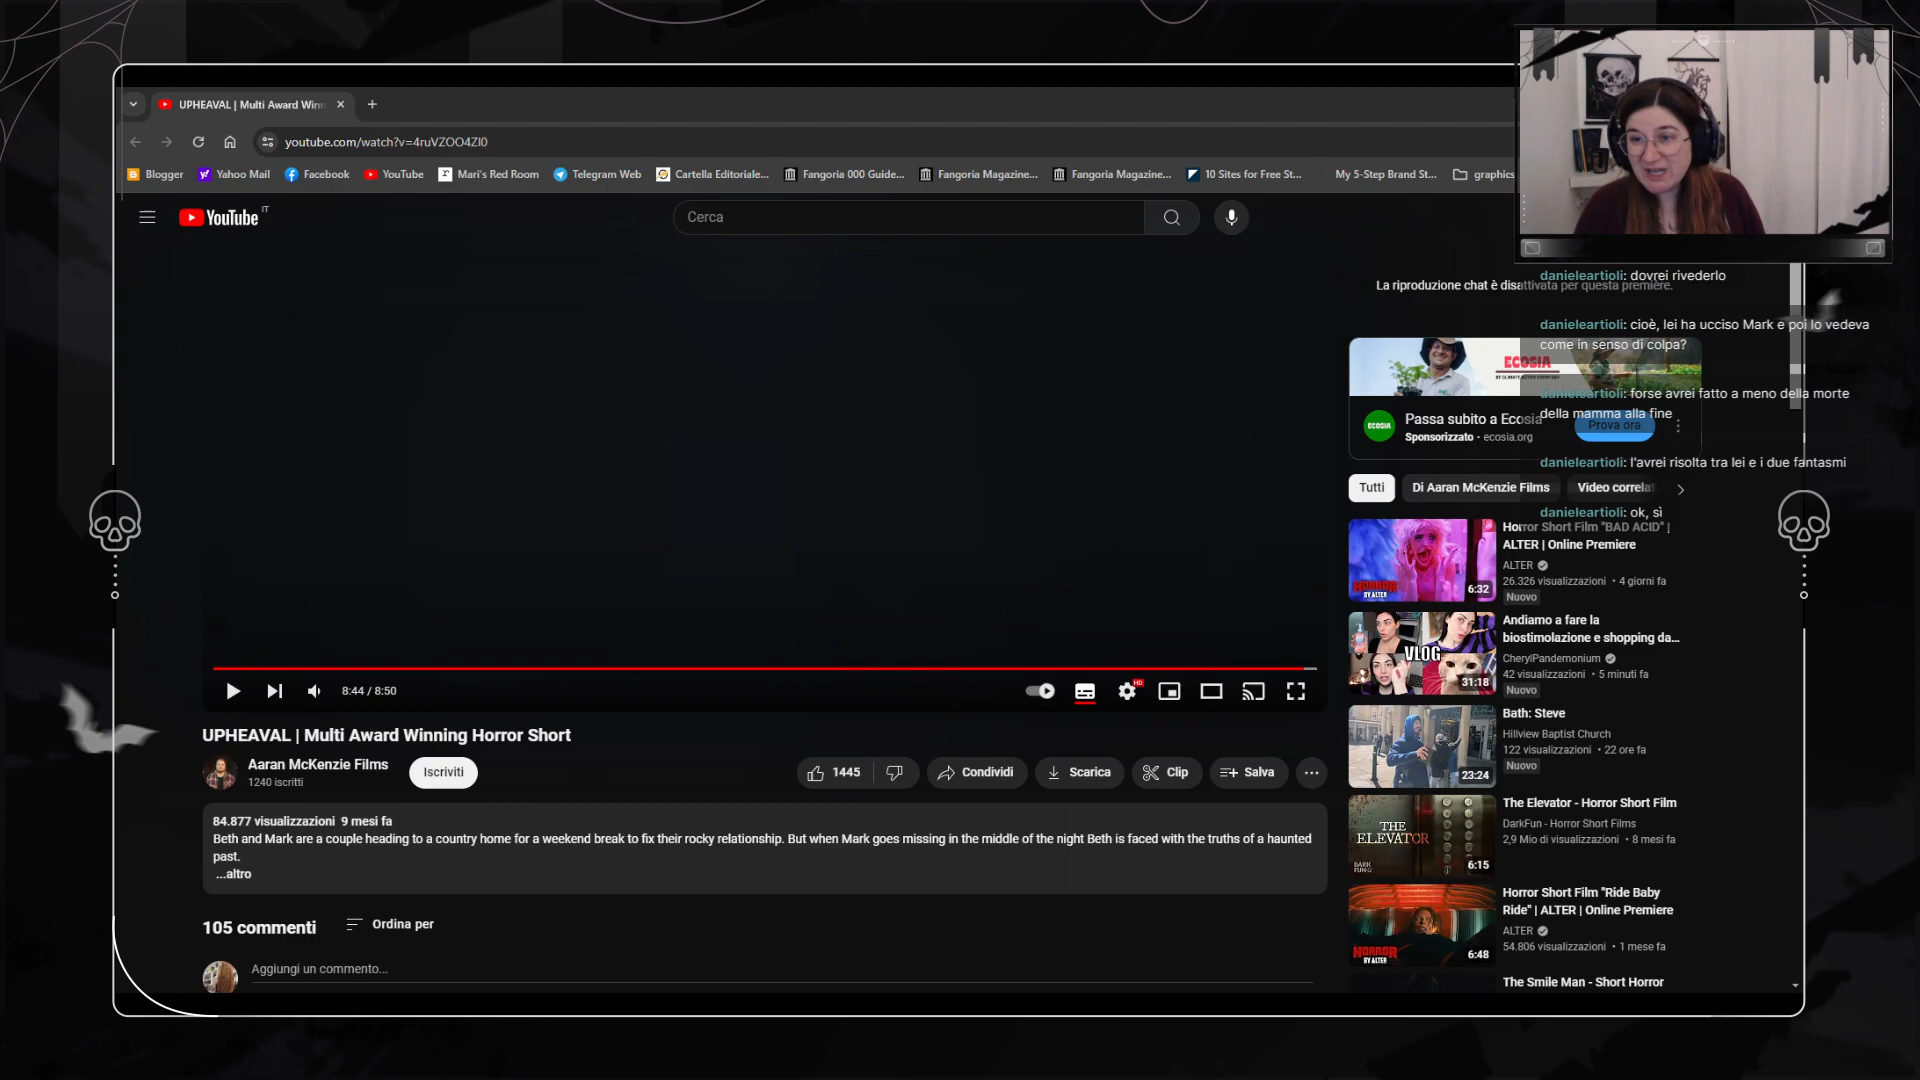 UPHEAVAL | Multi Award Winn
youtube.com/watch?v=4ruVZOO4ZI0
Blogger
Yahoo Mail
Facebook
YouTube
Mari's Red Room
Telegram Web
Cartella Editoriale...
Fangoria 000 Guide...
Fangoria Magazine...
Fangoria Magazine...
10 Sites for Free St...
My 5-Step Brand St...
graphics
YouTube IT
Cerca
La riproduzione chat è disattivata per questa première.
danieleartioli: dovrei rivederlo
danieleartioli: cioè, lei ha ucciso Mark e poi lo vedeva
come in senso di colpa?
danieleartioli: forse avrei fatto a meno della morte
della mamma alla fine
danieleartioli: l'avrei risolta tra lei e i due fantasmi
danieleartioli: ok, sì
ECOSIA
ECOSIA
Passa subito a Ecosia
Sponsorizzato · ecosia.org
Prova ora
Tutti
Di Aaran McKenzie Films
Video correlat
Horror Short Film "BAD ACID" |
ALTER | Online Premiere
ALTER
26.326 visualizzazioni • 4 giorni fa
Nuovo
HORROR
BY ALTER
6:32
Andiamo a fare la
biostimolazione e shopping da...
CherylPandemonium
42 visualizzazioni • 5 minuti fa
Nuovo
VLOG
31:18
Bath: Steve
Hillview Baptist Church
122 visualizzazioni • 22 ore fa
Nuovo
23:24
The Elevator - Horror Short Film
DarkFun - Horror Short Films
2,9 Mio di visualizzazioni • 8 mesi fa
THE
ELEVATOR
DARK
FUN
6:15
Horror Short Film "Ride Baby
Ride" | ALTER | Online Premiere
ALTER
54.806 visualizzazioni • 1 mese fa
HORROR
BY ALTER
6:48
The Smile Man - Short Horror
8:44 / 8:50
HD
UPHEAVAL | Multi Award Winning Horror Short
Aaran McKenzie Films
1240 iscritti
Iscriviti
1445
Condividi
Scarica
Clip
Salva
84.877 visualizzazioni 9 mesi fa
Beth and Mark are a couple heading to a country home for a weekend break to fix their rocky relationship. But when Mark goes missing in the middle of the night Beth is faced with the truths of a haunted
past.
...altro
105 commenti
Ordina per
Aggiungi un commento...